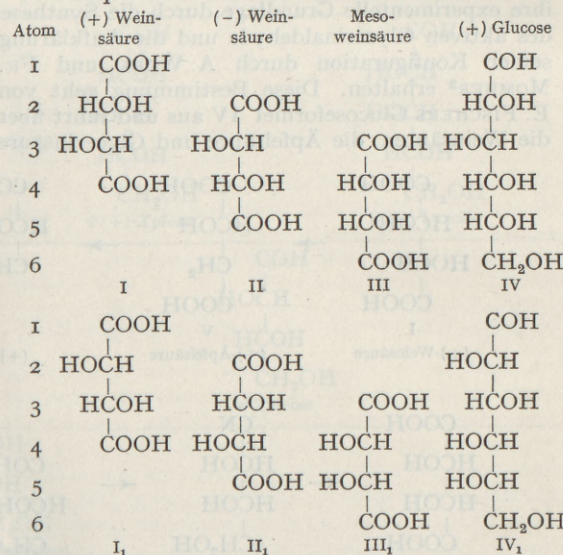 (+) Wein- (−) Wein- Meso-
Atom säure säure weinsäure (+) Glucose
1 COOH COH
2 HCOH COOH HCOH
3 HOCH HOCH COOH HOCH
4 COOH HCOH HCOH HCOH
5 COOH HCOH HCOH
6 COOH CH₂OH
I II III IV
1 COOH COH
2 HOCH COOH HOCH
3 HCOH HCOH COOH HCOH
4 COOH HOCH HOCH HOCH
5 COOH HOCH HOCH
6 COOH CH₂OH
I₁ II₁ III₁ IV₁